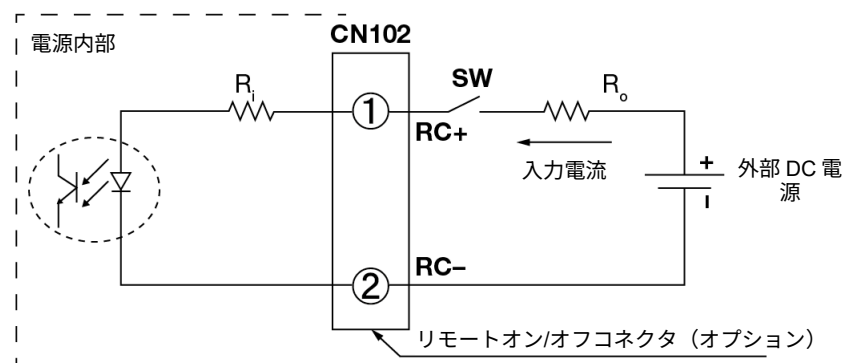 電源内部
CN102
Ri
①
SW
Ro
RC+
入力電流
+
外部 DC 電
源
-
RC−
②
リモートオン/オフコネクタ（オプション）